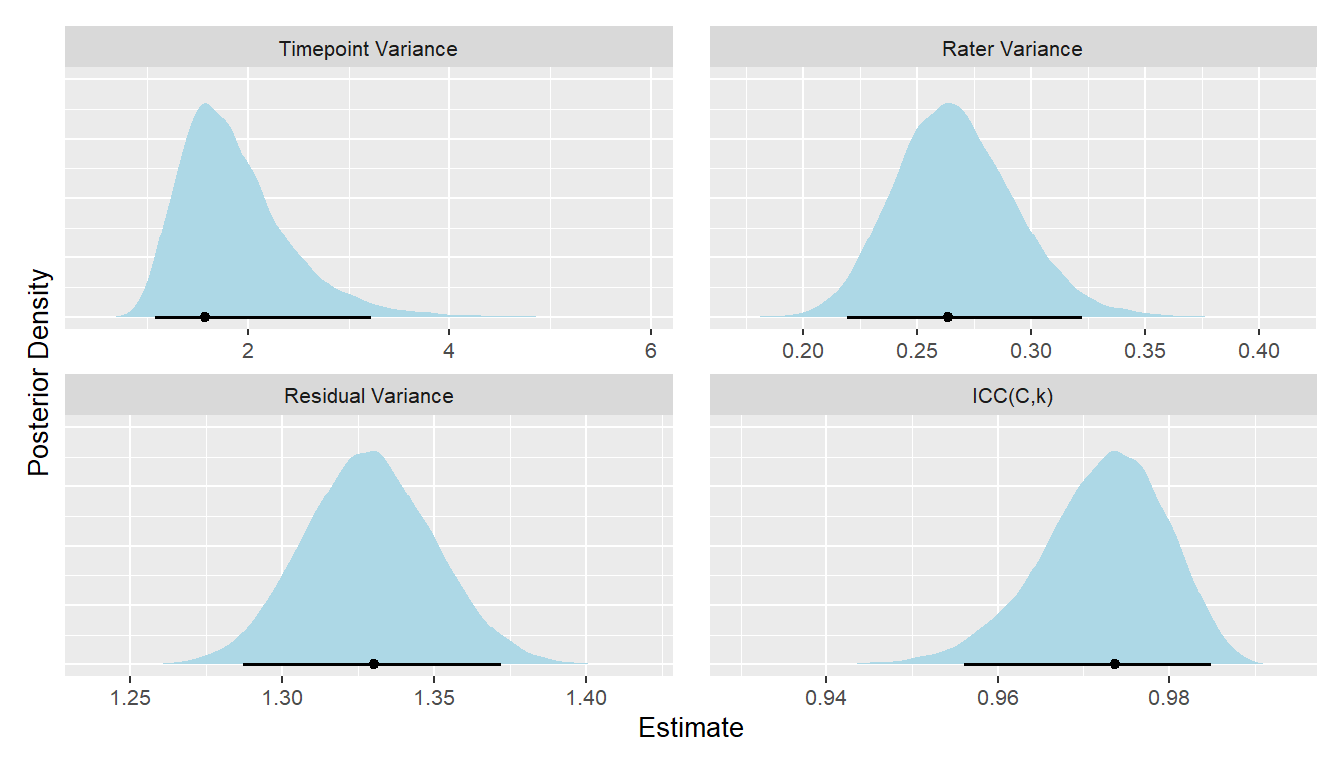 Timepoint Variance
Rater Variance
2 4 6
0.20 0.25 0.30 0.35 0.40
Posterior Density
Residual Variance
ICC(C,k)
1.25 1.30 1.35 1.40
0.94 0.96 0.98
Estimate